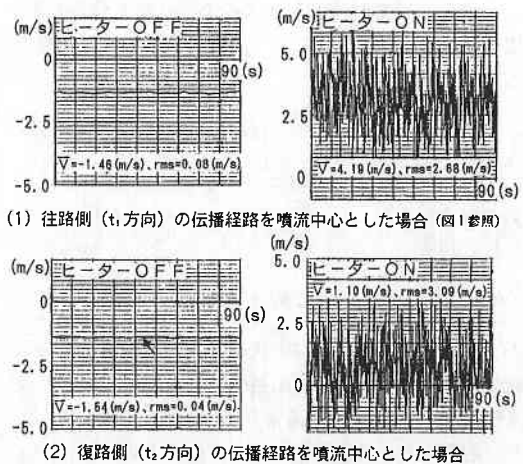 (m/s)
ヒーターOFF
0
90(s)
-2.5
V̅=-1.46(m/s)、rms=0.08(m/s)
-5.0
(m/s)
ヒーターON
5.0
2.5
0
V̅=4.19(m/s)、rms=2.68(m/s)
90
(s)
(1) 往路側(t₁方向)の伝播経路を噴流中心とした場合(図1参照)
(m/s)
ヒーターOFF
0
90(s)
-2.5
V̅=-1.54(m/s)、rms=0.04(m/s)
-5.0
(m/s)
5.0
ヒーターON
V̅=1.10(m/s)、rms=3.09(m/s)
2.5
0
90
(s)
(2) 復路側(t₂方向)の伝播経路を噴流中心とした場合